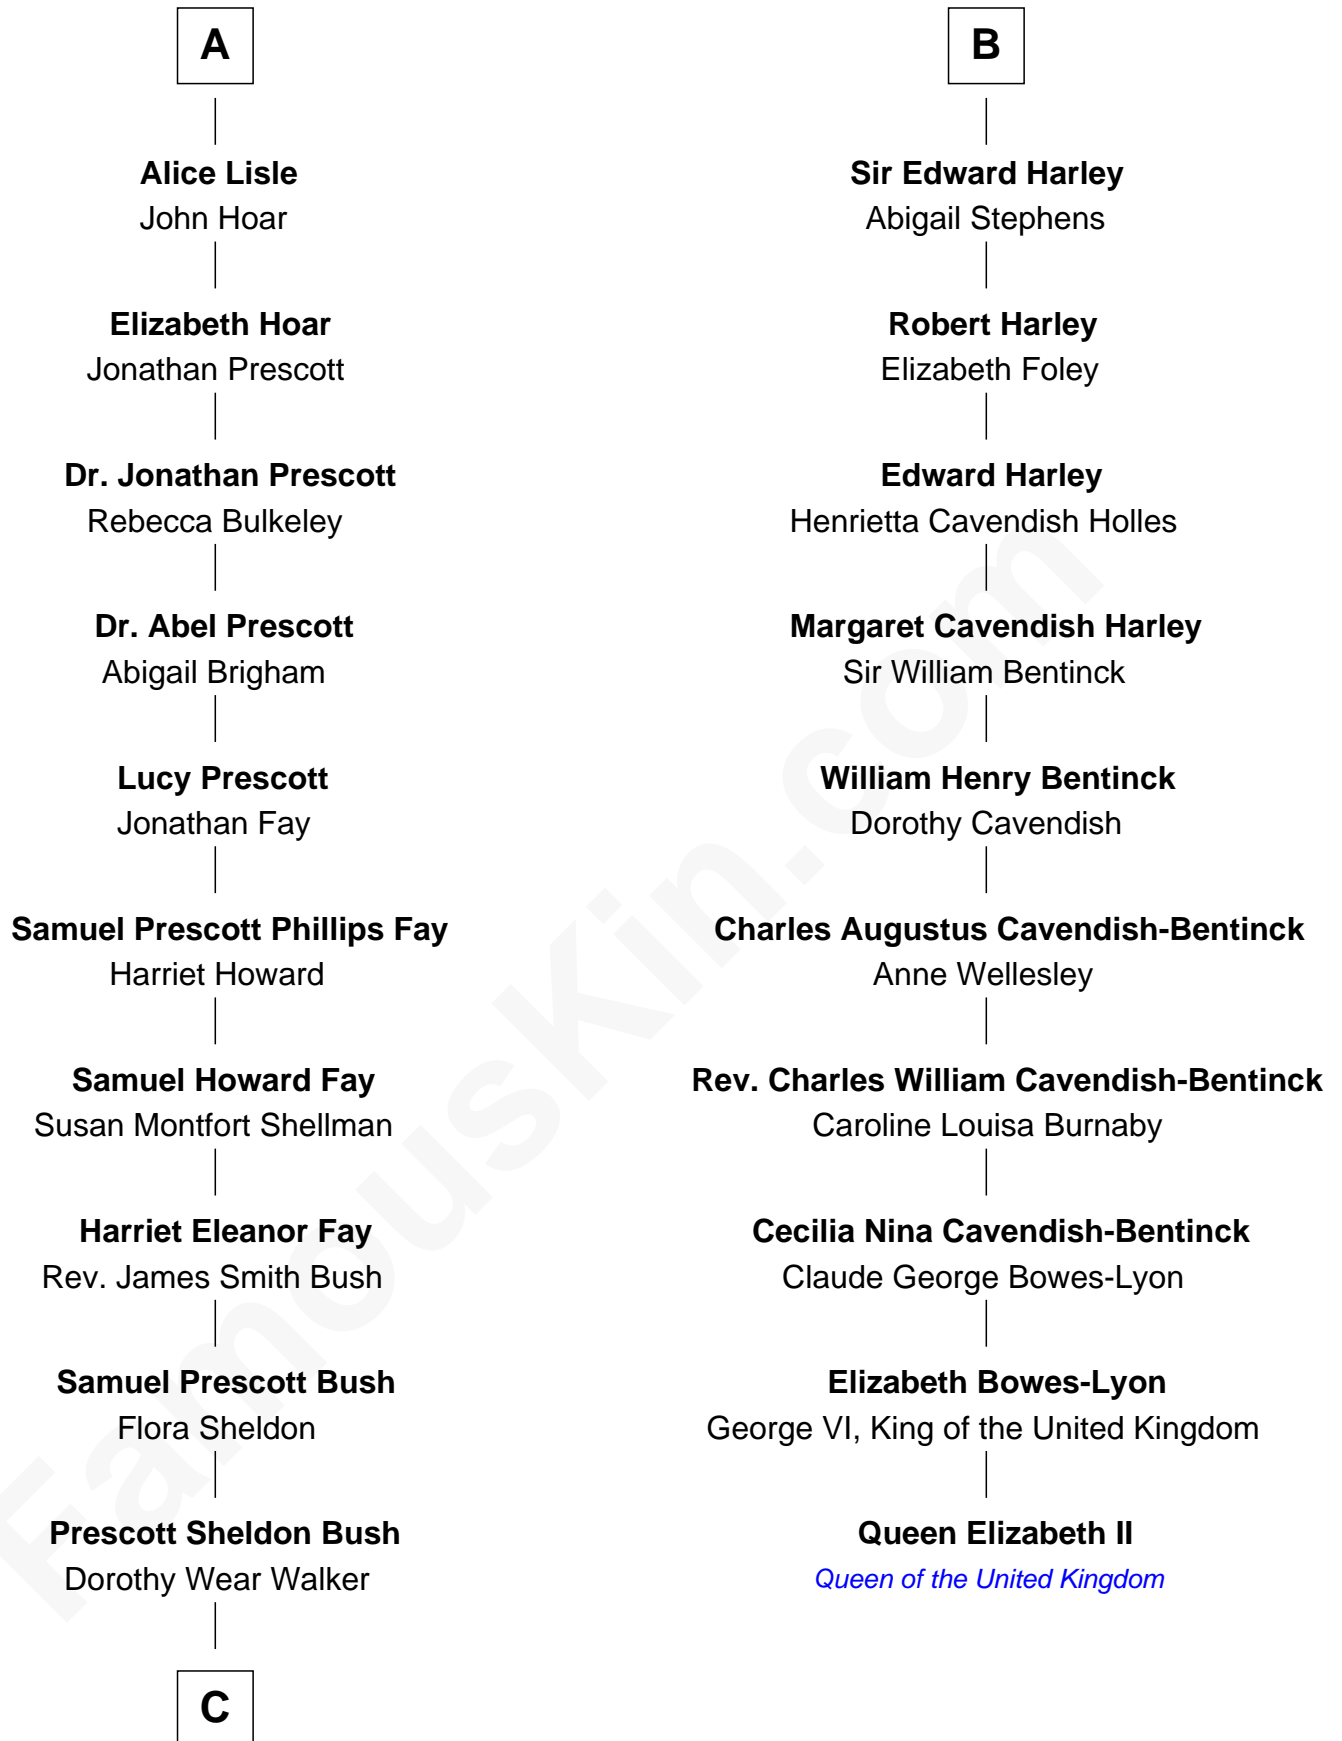 A
Alice Lisle
John Hoar
Elizabeth Hoar
Jonathan Prescott
Dr. Jonathan Prescott
Rebecca Bulkeley
Dr. Abel Prescott
Abigail Brigham
Lucy Prescott
Jonathan Fay
Samuel Prescott Phillips Fay
Harriet Howard
Samuel Howard Fay
Susan Montfort Shellman
Harriet Eleanor Fay
Rev. James Smith Bush
Samuel Prescott Bush
Flora Sheldon
Prescott Sheldon Bush
Dorothy Wear Walker
C
B
Sir Edward Harley
Abigail Stephens
Robert Harley
Elizabeth Foley
Edward Harley
Henrietta Cavendish Holles
Margaret Cavendish Harley
Sir William Bentinck
William Henry Bentinck
Dorothy Cavendish
Charles Augustus Cavendish-Bentinck
Anne Wellesley
Rev. Charles William Cavendish-Bentinck
Caroline Louisa Burnaby
Cecilia Nina Cavendish-Bentinck
Claude George Bowes-Lyon
Elizabeth Bowes-Lyon
George VI, King of the United Kingdom
Queen Elizabeth II
Queen of the United Kingdom
FamousKin.com